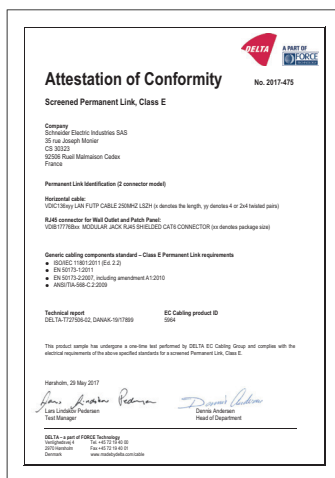 DELTA
A PART OF
FORCE
Attestation of Conformity
No. 2017-475
Screened Permanent Link, Class E
Company
Schneider Electric Industries SAS
35 rue Joseph Monier
CS 30323
92506 Rueil Malmaison Cedex
France
Permanent Link Identification (2 connector model)
Horizontal cable:
VDIC136xyy LAN FUTP CABLE 250MHZ LSZH (x denotes the length, yy denotes 4 or 2x4 twisted pairs)
RJ45 connector for Wall Outlet and Patch Panel:
VDIB17776Bxx MODULAR JACK RJ45 SHIELDED CAT6 CONNECTOR (xx denotes package size)
Generic cabling components standard – Class E Permanent Link requirements
● ISO/IEC 11801:2011 (Ed. 2.2)
● EN 50173-1:2011
● EN 50173-2:2007, including amendment A1:2010
● ANSI/TIA-568-C.2:2009
Technical report
DELTA-T727506-02, DANAK-19/17899
EC Cabling product ID
5964
This product sample has undergone a one-time test performed by DELTA EC Cabling Group and complies with the
electrical requirements of the above specified standards for a screened Permanent Link, Class E.
Hørsholm, 29 May 2017
Lars Lindskov Pedersen
Lars Lindskov Pedersen
Test Manager
Dennis Andersen
Dennis Andersen
Head of Department
DELTA – a part of FORCE Technology
Venlighedsvej 4 Tel. +45 72 19 40 00
2970 Hørsholm Fax +45 72 19 40 01
Denmark www.madebydelta.com/cable